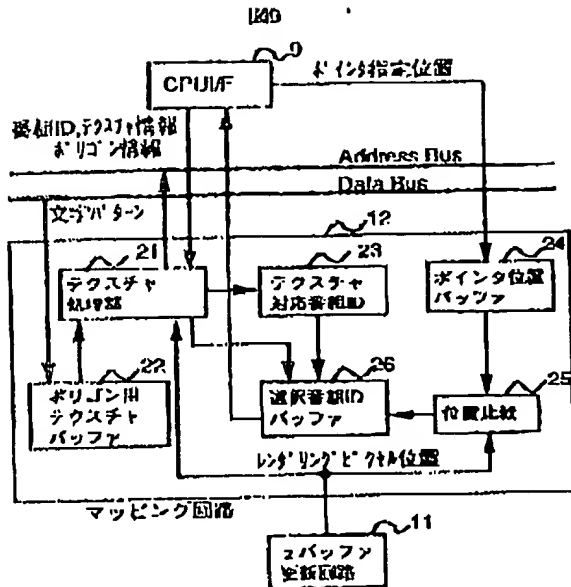 9
CPUI/F
ポインタ指定位置
番組ID,テクスチャ情報
ポリゴン情報
Address Bus
Data Bus
文字パターン
12
21
テクスチャ
処理部
23
テクスチャ
対応番組ID
24
ポインタ位置
バッファ
22
ポリゴン用
テクスチャ
バッファ
26
選択番組ID
バッファ
25
位置比較
レンダリングピクセル位置
マッピング回路
11
zバッファ
更新回路